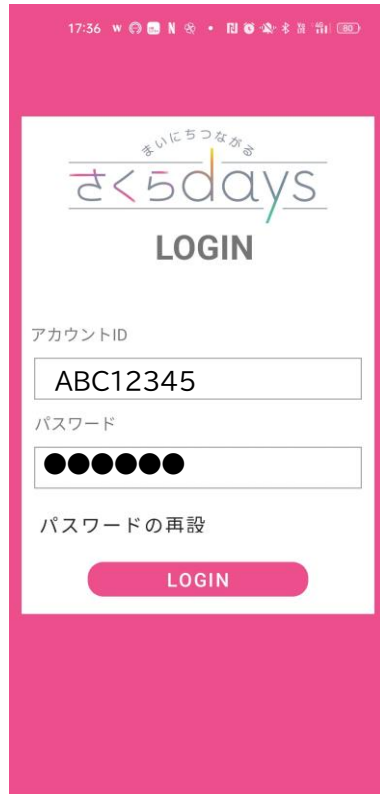 17:36
80
まいにちつながる
さくらdays
LOGIN
アカウントID
ABC12345
パスワード
●●●●●●
パスワードの再設
LOGIN